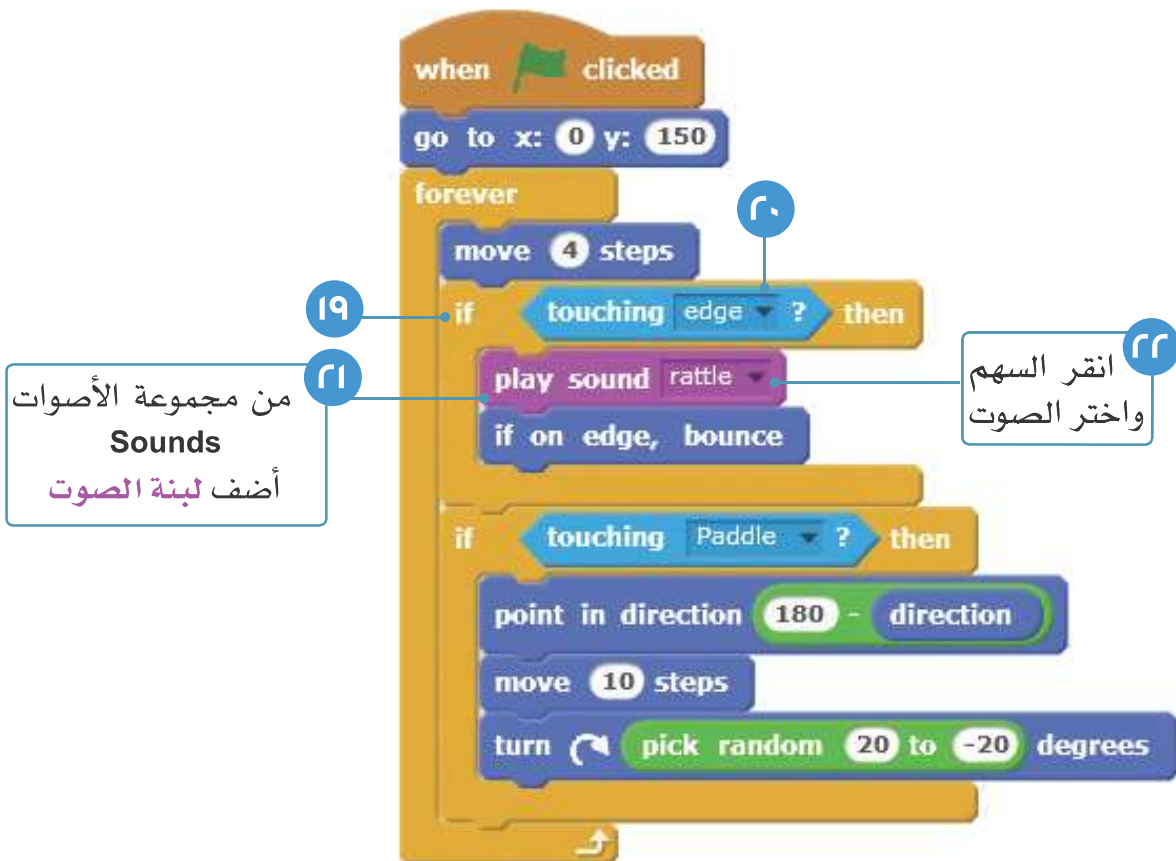 when clicked
go to x: 0 y: 150
forever
٢٠
move 4 steps
١٩
if touching edge ? then
٢٢
انقر السهم
واختر الصوت
٢١
من مجموعة الأصوات
Sounds
أضف لبنة الصوت
play sound rattle
if on edge, bounce
if touching Paddle ? then
point in direction 180 - direction
move 10 steps
turn pick random 20 to -20 degrees